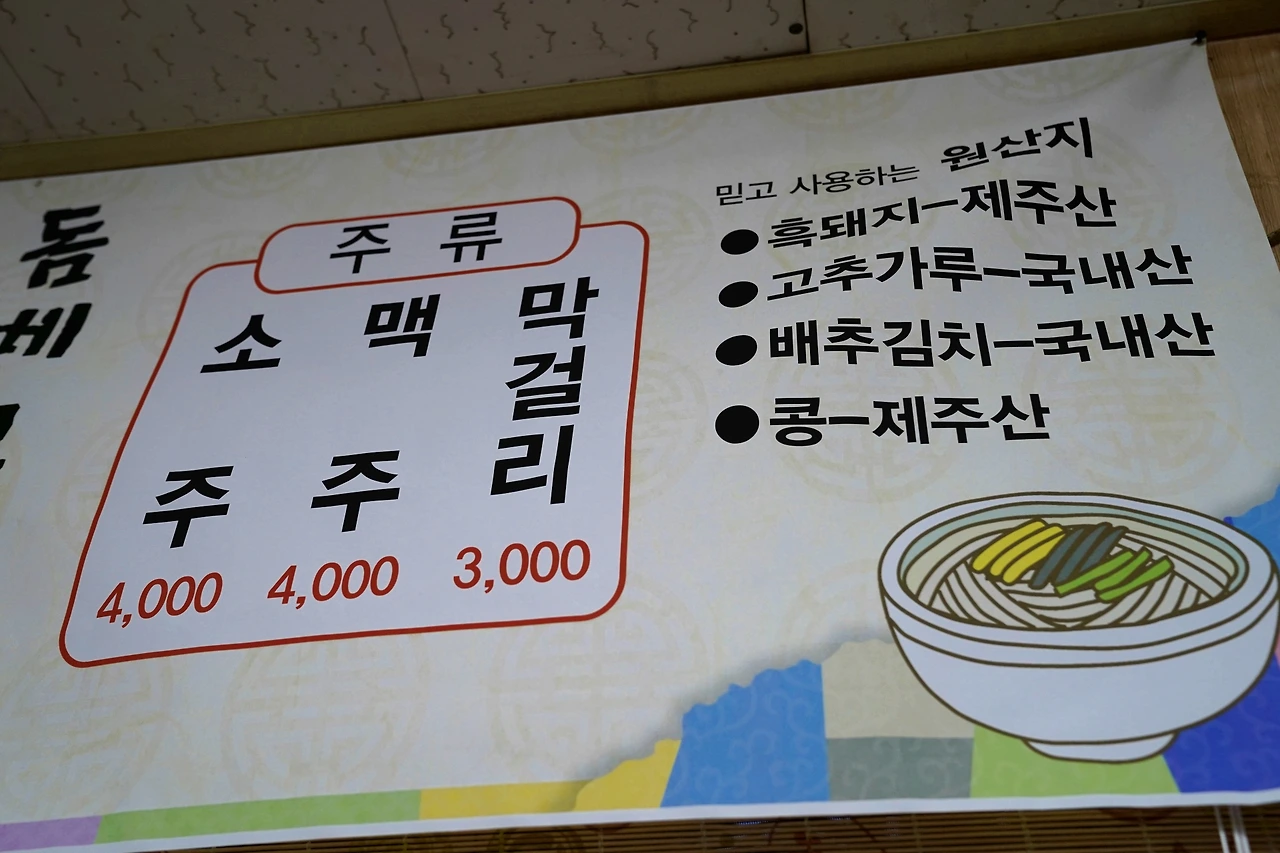 돔베
주류
소주 4,000
맥주 4,000
막걸리 3,000
믿고 사용하는 원산지
●흑돼지-제주산
●고추가루-국내산
●배추김치-국내산
●콩-제주산